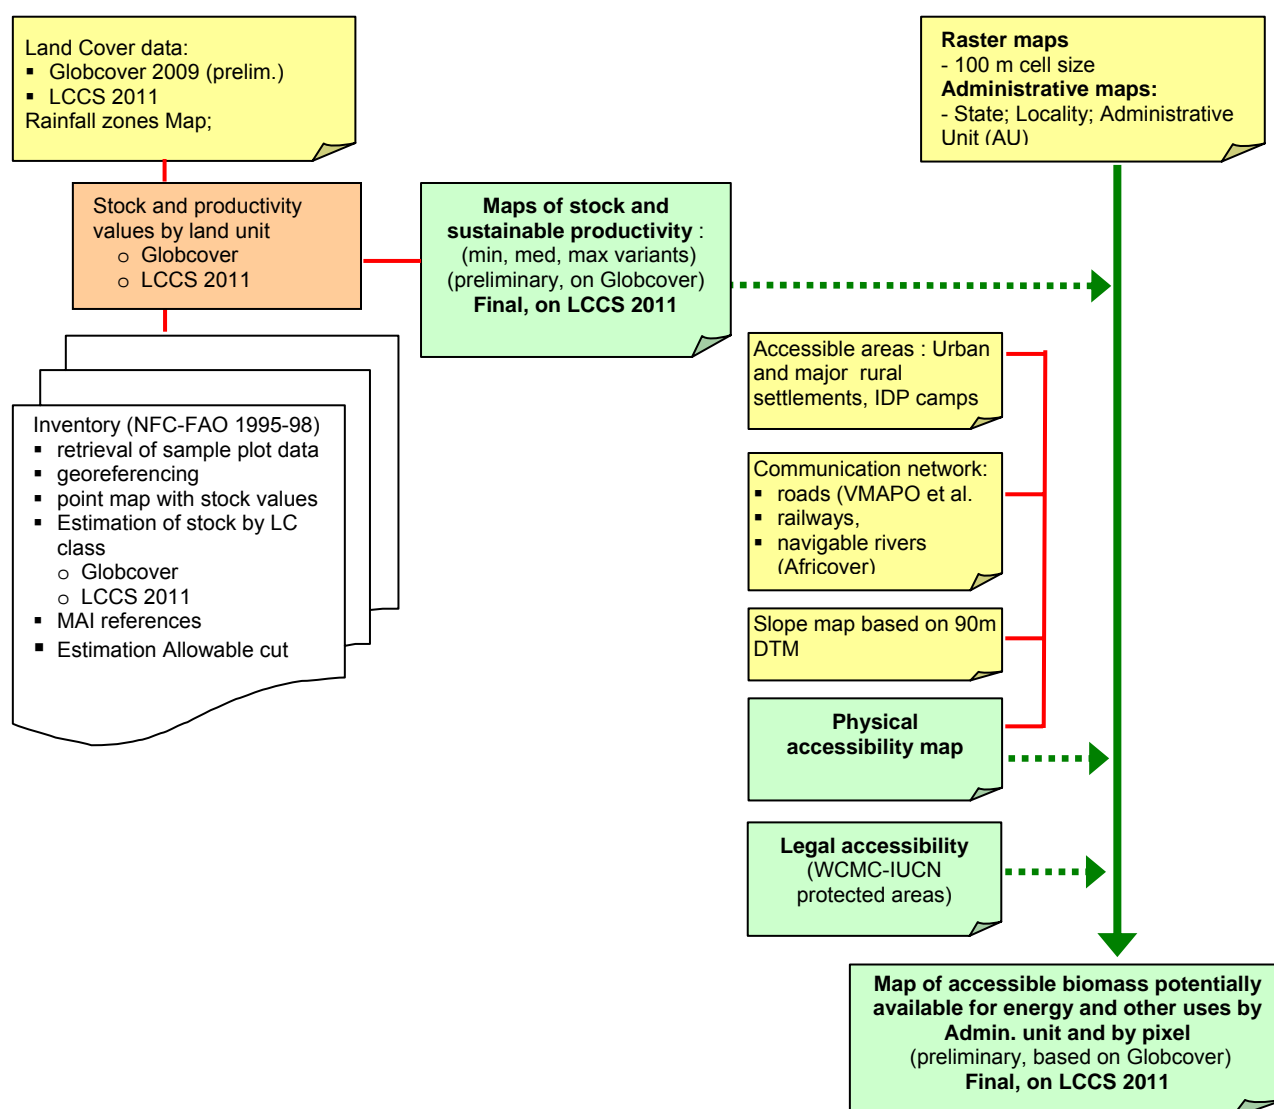 Land Cover data:
▪ Globcover 2009 (prelim.)
▪ LCCS 2011
Rainfall zones Map;
Raster maps
- 100 m cell size
Administrative maps:
- State; Locality; Administrative
Unit (AU)
Stock and productivity
values by land unit
o Globcover
o LCCS 2011
Maps of stock and
sustainable productivity :
(min, med, max variants)
(preliminary, on Globcover)
Final, on LCCS 2011
Accessible areas : Urban
and major rural
settlements, IDP camps
Inventory (NFC-FAO 1995-98)
▪ retrieval of sample plot data
▪ georeferencing
▪ point map with stock values
▪ Estimation of stock by LC
class
o Globcover
o LCCS 2011
▪ MAI references
▪ Estimation Allowable cut
Communication network:
▪ roads (VMAPO et al.
▪ railways,
▪ navigable rivers
(Africover)
Slope map based on 90m
DTM
Physical
accessibility map
Legal accessibility
(WCMC-IUCN
protected areas)
Map of accessible biomass potentially
available for energy and other uses by
Admin. unit and by pixel
(preliminary, based on Globcover)
Final, on LCCS 2011